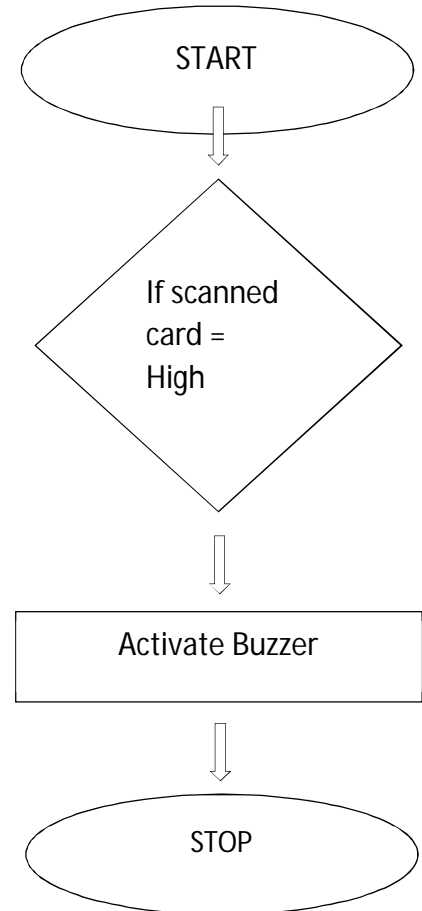 START
If scanned
card =
High
Activate Buzzer
STOP